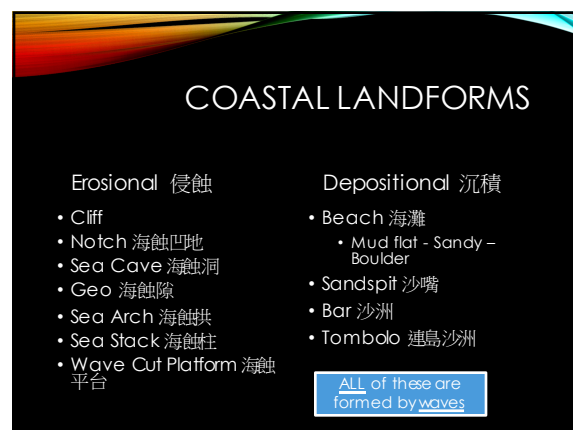 COASTAL LANDFORMS
Erosional 侵蝕
• Cliff
• Notch 海蝕凹地
• Sea Cave 海蝕洞
• Geo 海蝕隙
• Sea Arch 海蝕拱
• Sea Stack 海蝕柱
• Wave Cut Platform 海蝕
平台
Depositional 沉積
• Beach 海灘
• Mud flat - Sandy –
Boulder
• Sandspit 沙嘴
• Bar 沙洲
• Tombolo 連島沙洲
ALL of these are
formed by waves